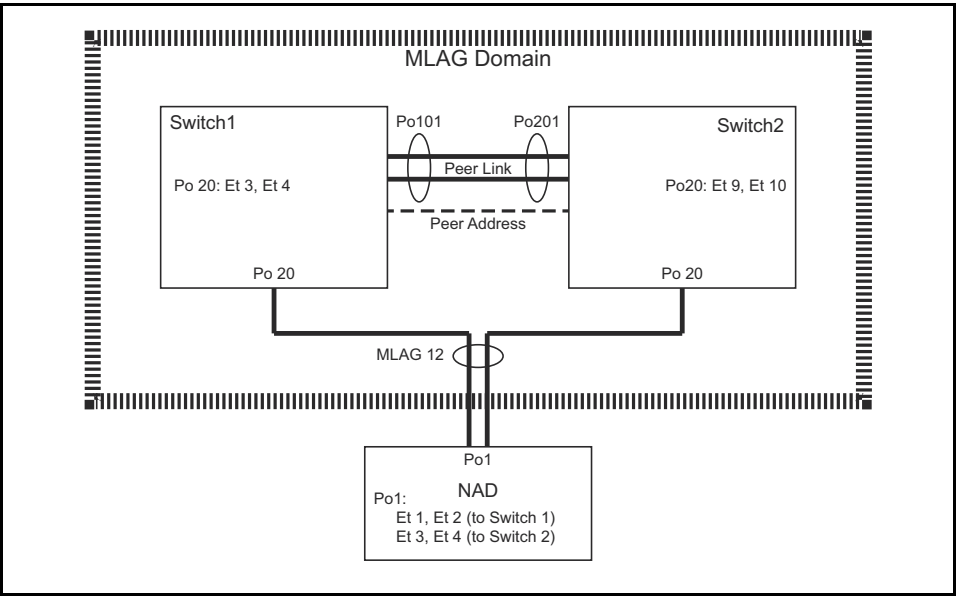 MLAG Domain
Switch1
Po101
Po201
Switch2
Peer Link
Po 20: Et 3, Et 4
Po20: Et 9, Et 10
Peer Address
Po 20
Po 20
MLAG 12
Po1
NAD
Po1:
Et 1, Et 2 (to Switch 1)
Et 3, Et 4 (to Switch 2)